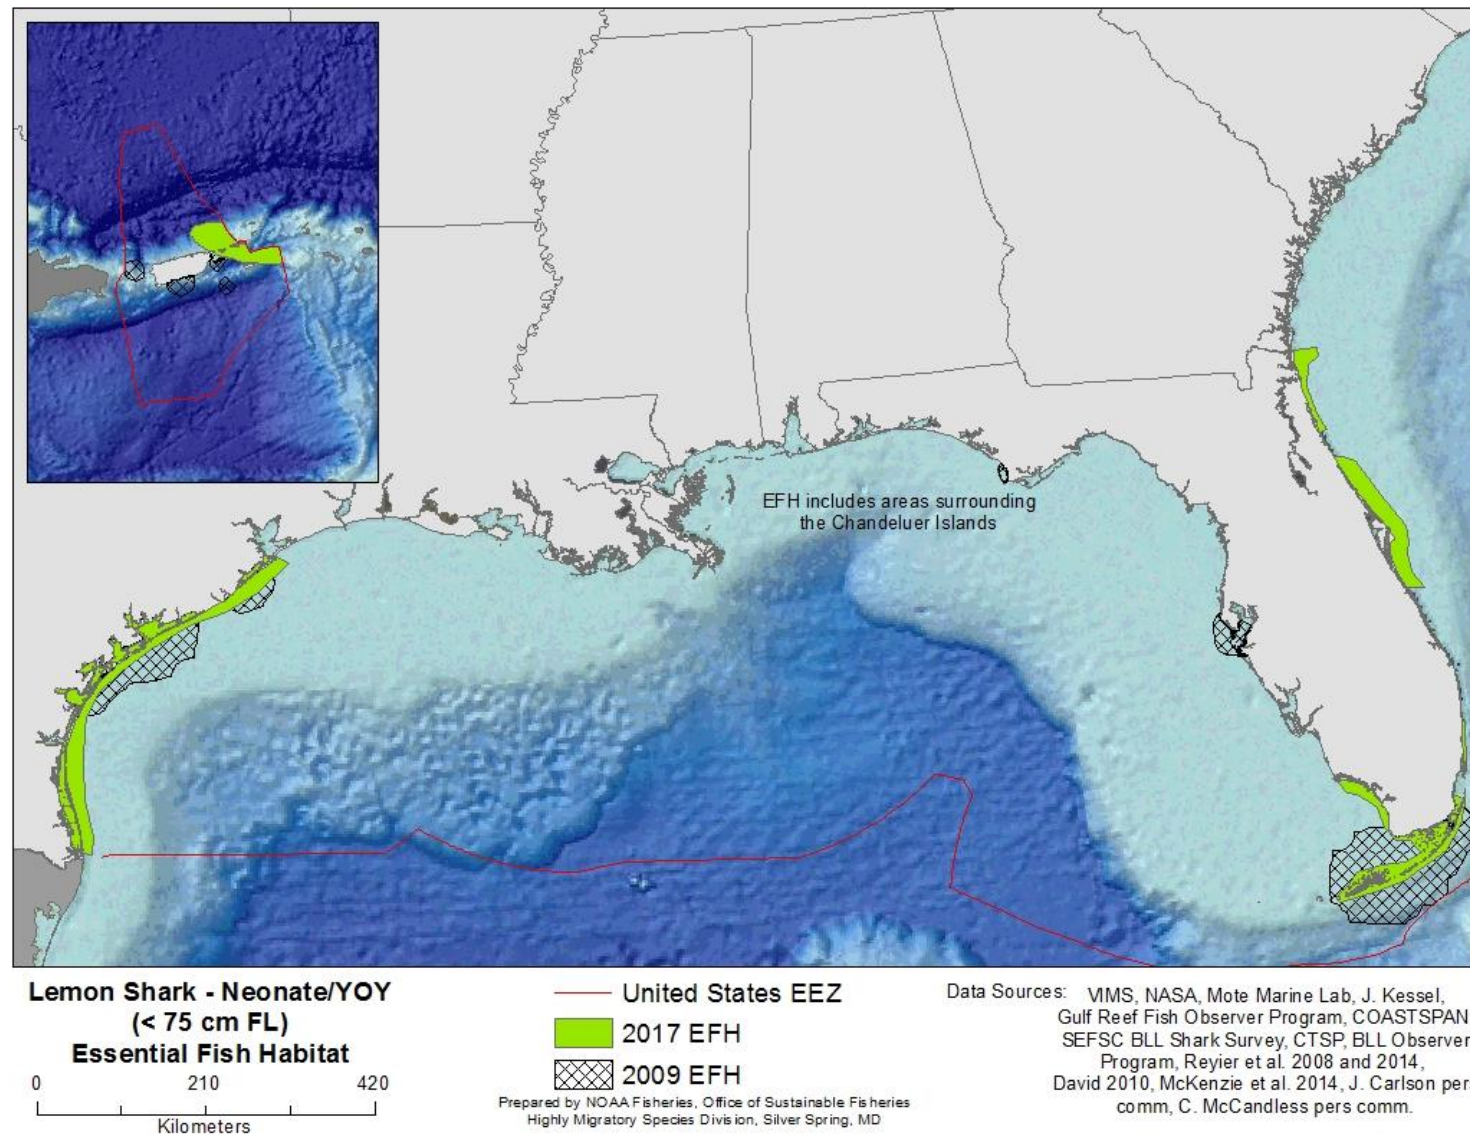 EFH includes areas surrounding
the Chandeluer Islands
Lemon Shark - Neonate/YOY
(< 75 cm FL)
Essential Fish Habitat
0 210 420
Kilometers
United States EEZ
2017 EFH
2009 EFH
Prepared by NOAA Fisheries, Office of Sustainable Fisheries
Highly Migratory Species Division, Silver Spring, MD
Data Sources: VIMS, NASA, Mote Marine Lab, J. Kessel,
Gulf Reef Fish Observer Program, COASTSPAN
SEFSC BLL Shark Survey, CTSP, BLL Observer
Program, Reyier et al. 2008 and 2014,
David 2010, McKenzie et al. 2014, J. Carlson pers
comm, C. McCandless pers comm.